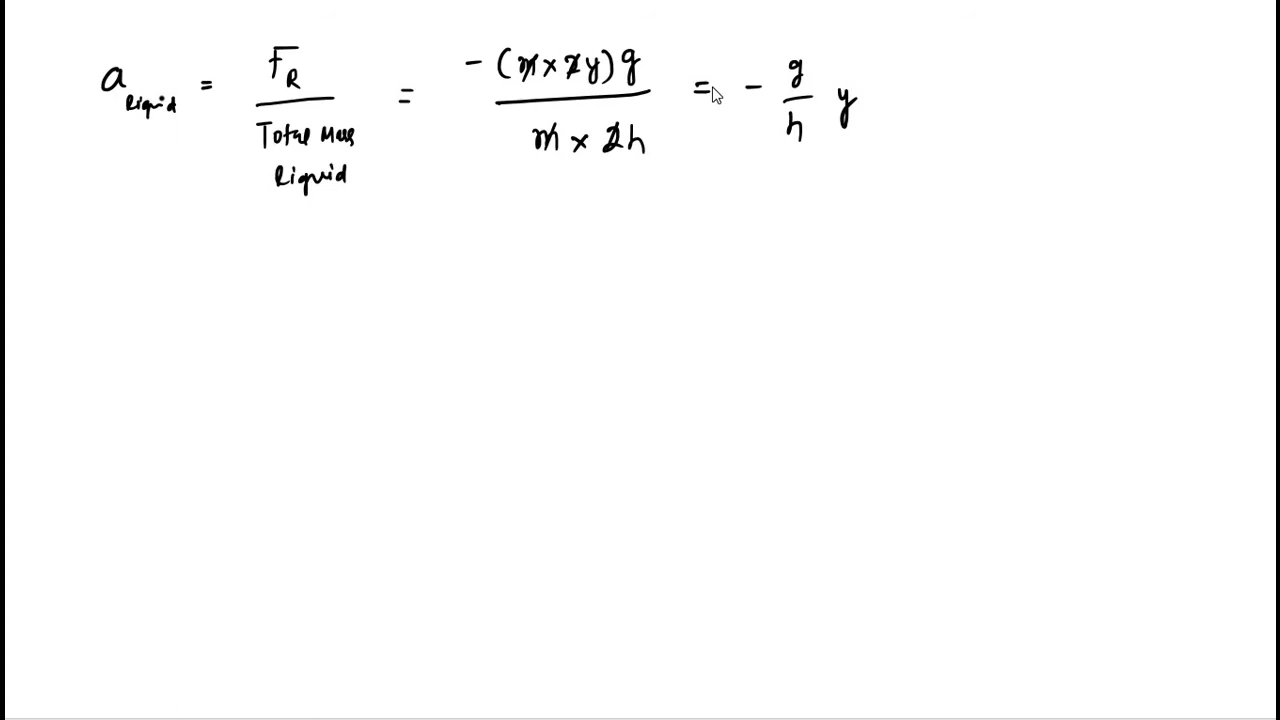 a_liquid = F_R / Total Mass liquid = - (m × 2y) g / m × 2h = - g / h y